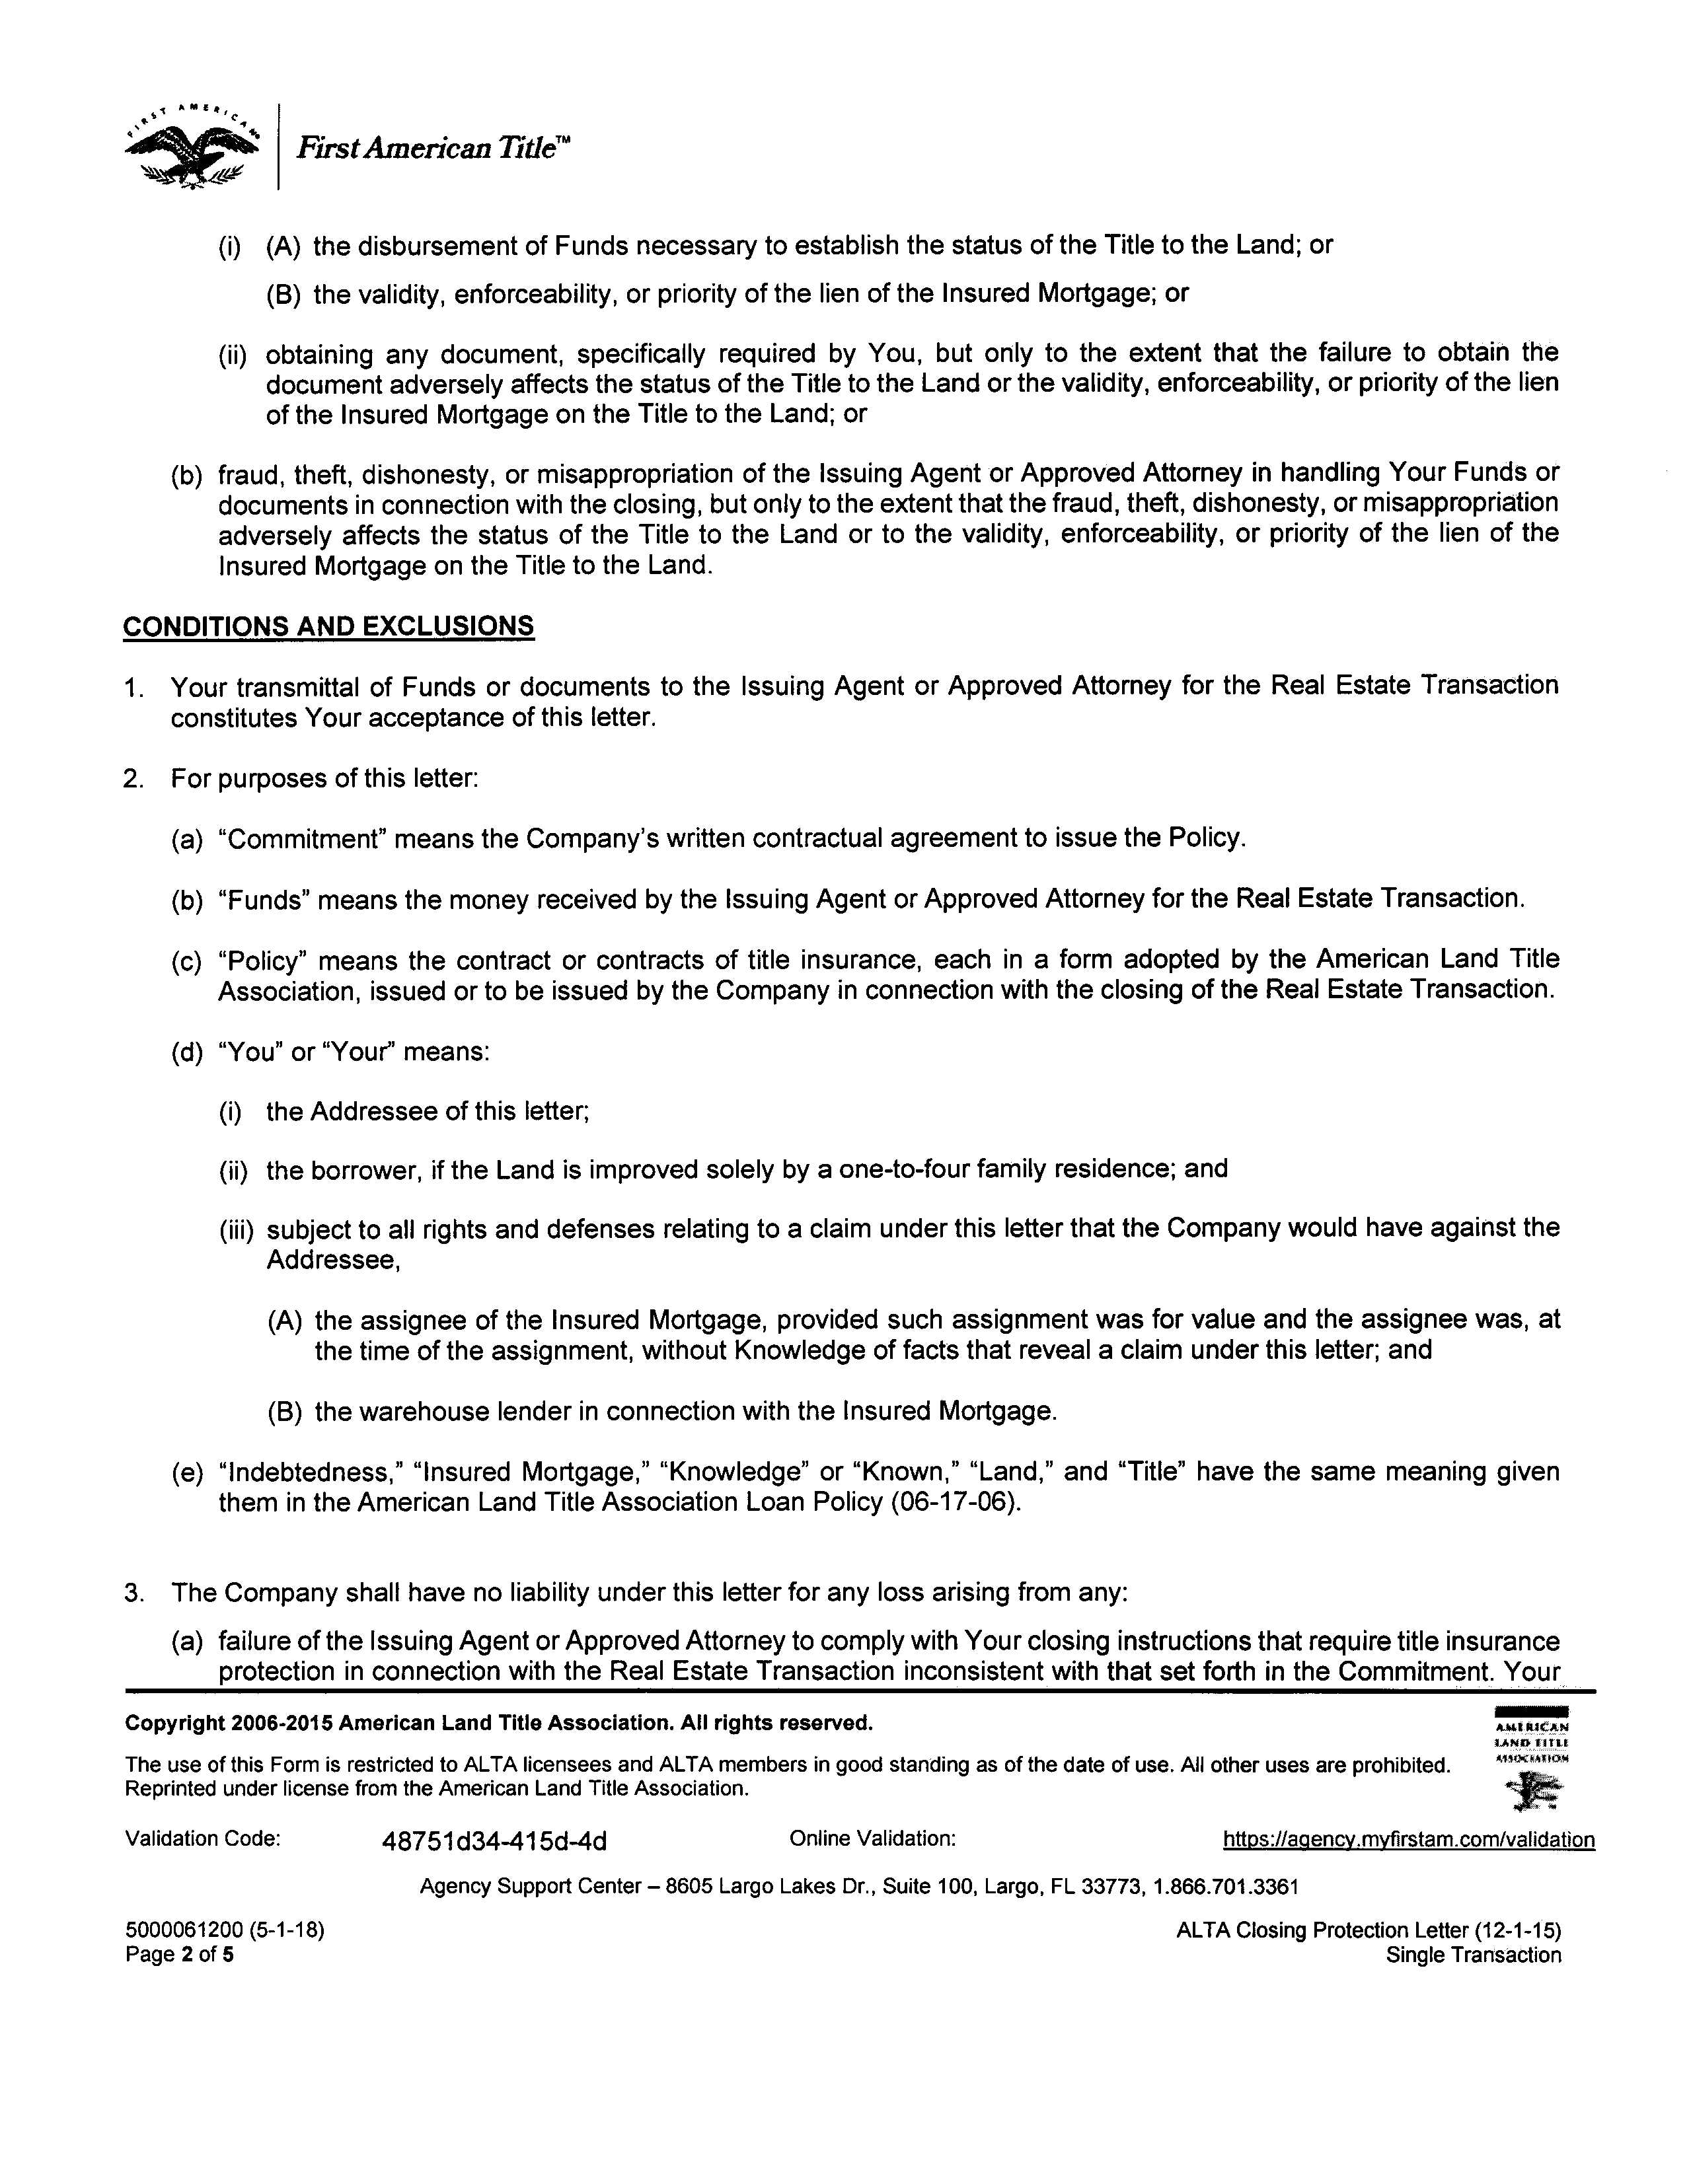 FIRST AMERICAN
First American Title™
(i) (A) the disbursement of Funds necessary to establish the status of the Title to the Land; or
(B) the validity, enforceability, or priority of the lien of the Insured Mortgage; or
(ii) obtaining any document, specifically required by You, but only to the extent that the failure to obtain the
document adversely affects the status of the Title to the Land or the validity, enforceability, or priority of the lien
of the Insured Mortgage on the Title to the Land; or
(b) fraud, theft, dishonesty, or misappropriation of the Issuing Agent or Approved Attorney in handling Your Funds or
documents in connection with the closing, but only to the extent that the fraud, theft, dishonesty, or misappropriation
adversely affects the status of the Title to the Land or to the validity, enforceability, or priority of the lien of the
Insured Mortgage on the Title to the Land.
CONDITIONS AND EXCLUSIONS
1. Your transmittal of Funds or documents to the Issuing Agent or Approved Attorney for the Real Estate Transaction
constitutes Your acceptance of this letter.
2. For purposes of this letter:
(a) “Commitment” means the Company’s written contractual agreement to issue the Policy.
(b) “Funds” means the money received by the Issuing Agent or Approved Attorney for the Real Estate Transaction.
(c) “Policy” means the contract or contracts of title insurance, each in a form adopted by the American Land Title
Association, issued or to be issued by the Company in connection with the closing of the Real Estate Transaction.
(d) “You” or “Your” means:
(i) the Addressee of this letter;
(ii) the borrower, if the Land is improved solely by a one-to-four family residence; and
(iii) subject to all rights and defenses relating to a claim under this letter that the Company would have against the
Addressee,
(A) the assignee of the Insured Mortgage, provided such assignment was for value and the assignee was, at
the time of the assignment, without Knowledge of facts that reveal a claim under this letter; and
(B) the warehouse lender in connection with the Insured Mortgage.
(e) “Indebtedness,” “Insured Mortgage,” “Knowledge” or “Known,” “Land,” and “Title” have the same meaning given
them in the American Land Title Association Loan Policy (06-17-06).
3. The Company shall have no liability under this letter for any loss arising from any:
(a) failure of the Issuing Agent or Approved Attorney to comply with Your closing instructions that require title insurance
protection in connection with the Real Estate Transaction inconsistent with that set forth in the Commitment. Your
Copyright 2006-2015 American Land Title Association. All rights reserved.
The use of this Form is restricted to ALTA licensees and ALTA members in good standing as of the date of use. All other uses are prohibited.
Reprinted under license from the American Land Title Association.
AMERICAN
LAND TITLE
ASSOCIATION
Validation Code: 48751d34-415d-4d Online Validation: https://agency.myfirstam.com/validation
Agency Support Center – 8605 Largo Lakes Dr., Suite 100, Largo, FL 33773, 1.866.701.3361
5000061200 (5-1-18) ALTA Closing Protection Letter (12-1-15)
Page 2 of 5 Single Transaction